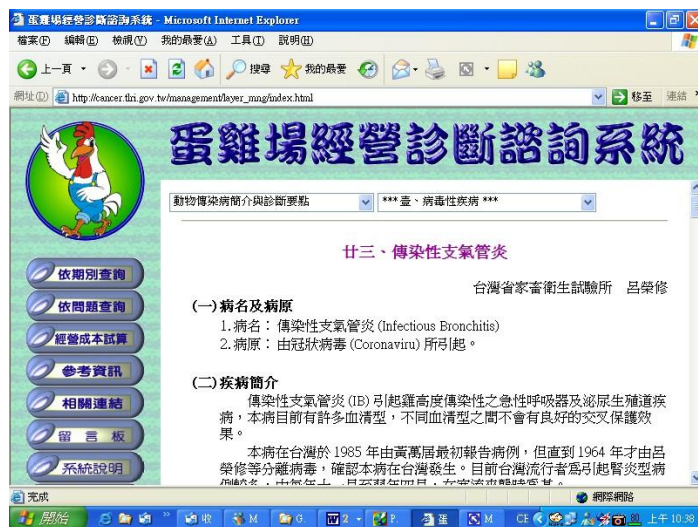 蛋雞場經營診斷諮詢系統 - Microsoft Internet Explorer
檔案(F) 編輯(E) 檢視(V) 我的最愛(A) 工具(T) 說明(H)
上一頁 搜尋 我的最愛
網址(D) http://cancer.tlri.gov.tw/management/layer_mng/index.html 移至 連結
蛋雞場經營診斷諮詢系統
動物傳染病簡介與診斷要點 *** 壹、病毒性疾病 ***
廿三、傳染性支氣管炎
台灣省家畜衛生試驗所 呂榮修
依期別查詢
依問題查詢
經營成本試算
參考資訊
相關連結
留言板
系統說明
(一)病名及病原
1.病名：傳染性支氣管炎 (Infectious Bronchitis)
2.病原：由冠狀病毒 (Coronaviru) 所引起。
(二)疾病簡介
傳染性支氣管炎 (IB) 引起雞高度傳染性之急性呼吸器及泌尿生殖道疾
病，本病目前有許多血清型，不同血清型之間不會有良好的交叉保護效
果。
本病在台灣於 1985 年由黃萬居最初報告病例，但直到 1964 年才由呂
榮修等分離病毒，確認本病在台灣發生。目前台灣流行者為引起腎炎型病
完成 網際網路
開始 收 M G. 2 - P. 蛋 M CE 上午 10:3